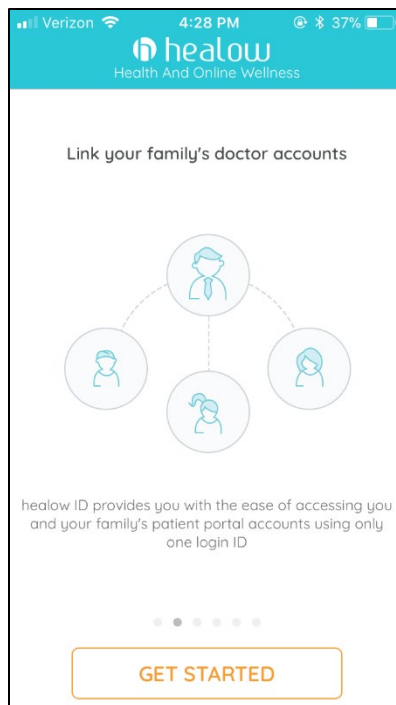 Verizon 4:28 PM 37%
healow
Health And Online Wellness
Link your family's doctor accounts
healow ID provides you with the ease of accessing you
and your family's patient portal accounts using only
one login ID
GET STARTED